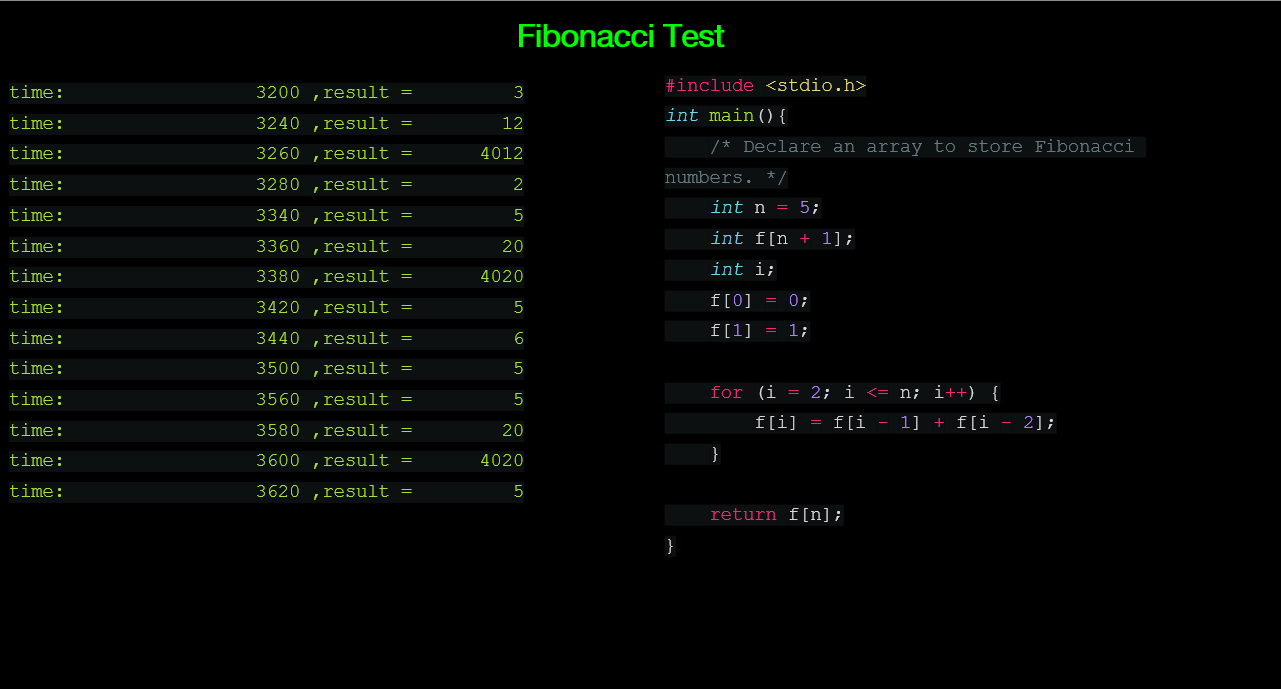 Fibonacci Test
time:                 3200 ,result =         3
time:                 3240 ,result =        12
time:                 3260 ,result =      4012
time:                 3280 ,result =         2
time:                 3340 ,result =         5
time:                 3360 ,result =        20
time:                 3380 ,result =      4020
time:                 3420 ,result =         5
time:                 3440 ,result =         6
time:                 3500 ,result =         5
time:                 3560 ,result =         5
time:                 3580 ,result =        20
time:                 3600 ,result =      4020
time:                 3620 ,result =         5
#include <stdio.h>
int main(){
    /* Declare an array to store Fibonacci
numbers. */
    int n = 5;
    int f[n + 1];
    int i;
    f[0] = 0;
    f[1] = 1;
    for (i = 2; i <= n; i++) {
        f[i] = f[i - 1] + f[i - 2];
    }
    return f[n];
}